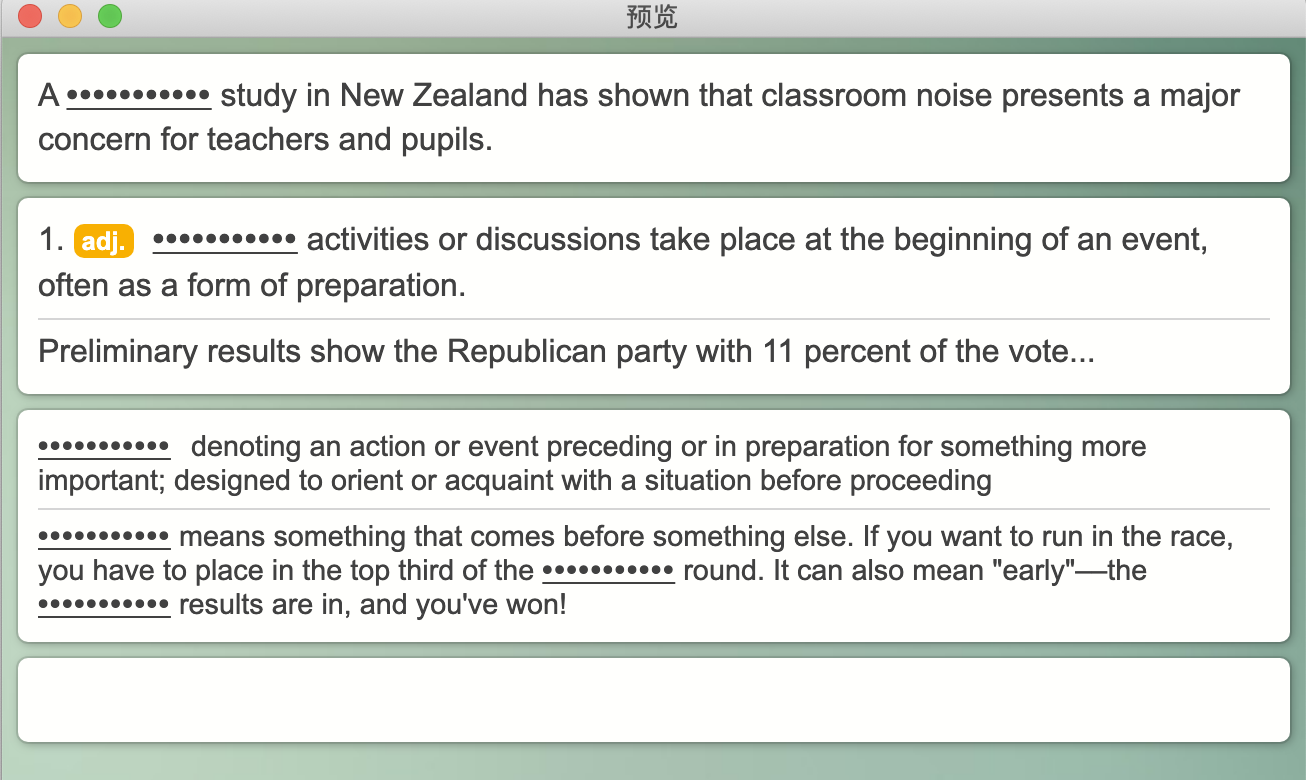 预览
A ••••••••••• study in New Zealand has shown that classroom noise presents a major
concern for teachers and pupils.
1. adj. ••••••••••• activities or discussions take place at the beginning of an event,
often as a form of preparation.
Preliminary results show the Republican party with 11 percent of the vote...
••••••••••• denoting an action or event preceding or in preparation for something more
important; designed to orient or acquaint with a situation before proceeding
••••••••••• means something that comes before something else. If you want to run in the race,
you have to place in the top third of the ••••••••••• round. It can also mean "early"—the
••••••••••• results are in, and you've won!